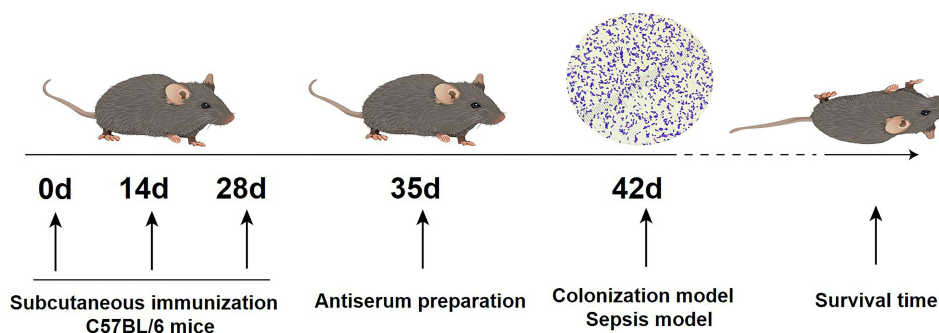 0d 14d 28d 35d 42d
Subcutaneous immunization
C57BL/6 mice
Antiserum preparation
Colonization model
Sepsis model
Survival time